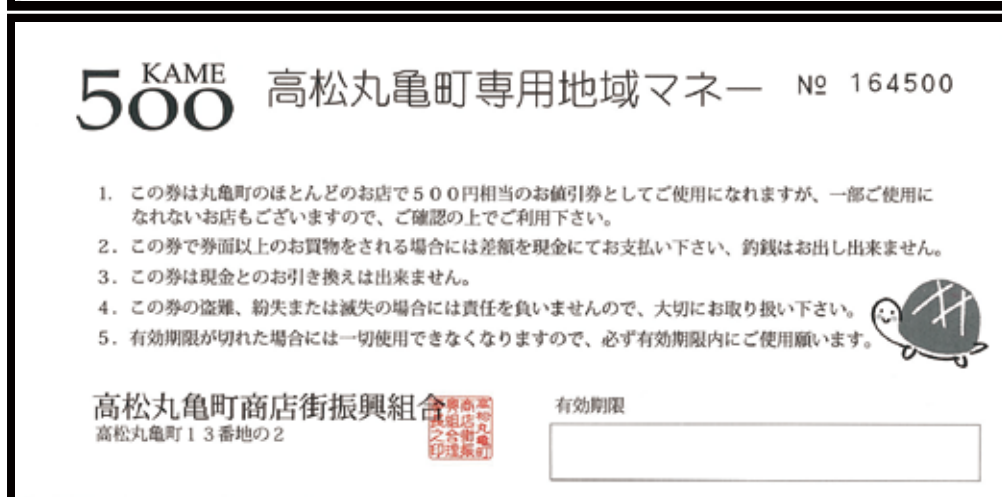 500 KAME 高松丸亀町専用地域マネー № 164500
1. この券は丸亀町のほとんどのお店で５００円相当のお値引券としてご使用になれますが、一部ご使用に
なれないお店もございますので、ご確認の上でご利用下さい。
2. この券で券面以上のお買物をされる場合には差額を現金にてお支払い下さい、釣銭はお出し出来ません。
3. この券は現金とのお引き換えは出来ません。
4. この券の盗難、紛失または滅失の場合には責任を負いませんので、大切にお取り扱い下さい。
5. 有効期限が切れた場合には一切使用できなくなりますので、必ず有効期限内にご使用願います。
高松丸亀町商店街振興組合
高松丸亀町１３番地の２
有効期限